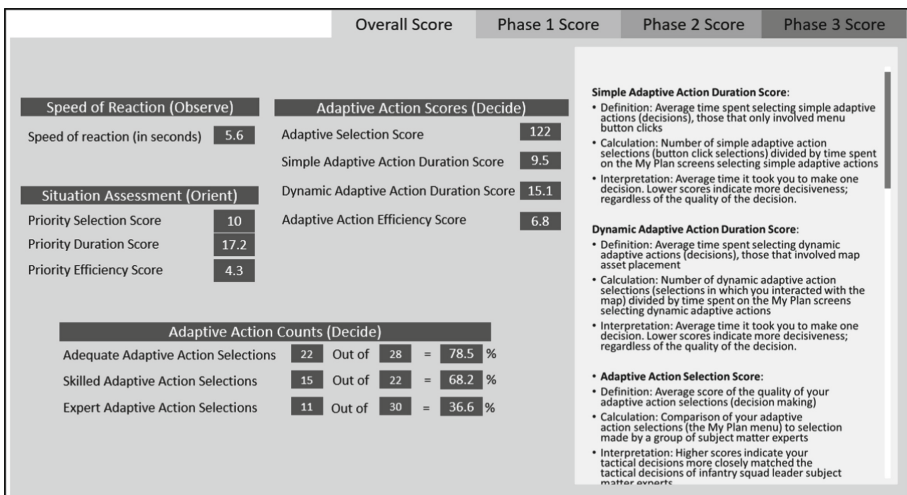 Overall Score
Phase 1 Score
Phase 2 Score
Phase 3 Score
Speed of Reaction (Observe)
Speed of reaction (in seconds) 5.6
Situation Assessment (Orient)
Priority Selection Score 10
Priority Duration Score 17.2
Priority Efficiency Score 4.3
Adaptive Action Scores (Decide)
Adaptive Selection Score 122
Simple Adaptive Action Duration Score 9.5
Dynamic Adaptive Action Duration Score 15.1
Adaptive Action Efficiency Score 6.8
Adaptive Action Counts (Decide)
Adequate Adaptive Action Selections 22 Out of 28 = 78.5 %
Skilled Adaptive Action Selections 15 Out of 22 = 68.2 %
Expert Adaptive Action Selections 11 Out of 30 = 36.6 %
Simple Adaptive Action Duration Score:
• Definition: Average time spent selecting simple adaptive
actions (decisions), those that only involved menu
button clicks
• Calculation: Number of simple adaptive action
selections (button click selections) divided by time spent
on the My Plan screens selecting simple adaptive actions
• Interpretation: Average time it took you to make one
decision. Lower scores indicate more decisiveness;
regardless of the quality of the decision.
Dynamic Adaptive Action Duration Score:
• Definition: Average time spent selecting dynamic
adaptive actions (decisions), those that involved map
asset placement
• Calculation: Number of dynamic adaptive action
selections (selections in which you interacted with the
map) divided by time spent on the My Plan screens
selecting dynamic adaptive actions
• Interpretation: Average time it took you to make one
decision. Lower scores indicate more decisiveness;
regardless of the quality of the decision.
• Adaptive Action Selection Score:
• Definition: Average score of the quality of your
adaptive action selections (decision making)
• Calculation: Comparison of your adaptive
action selections (the My Plan menu) to selection
made by a group of subject matter experts
• Interpretation: Higher scores indicate your
tactical decisions more closely matched the
tactical decisions of infantry squad leader subject
matter experts